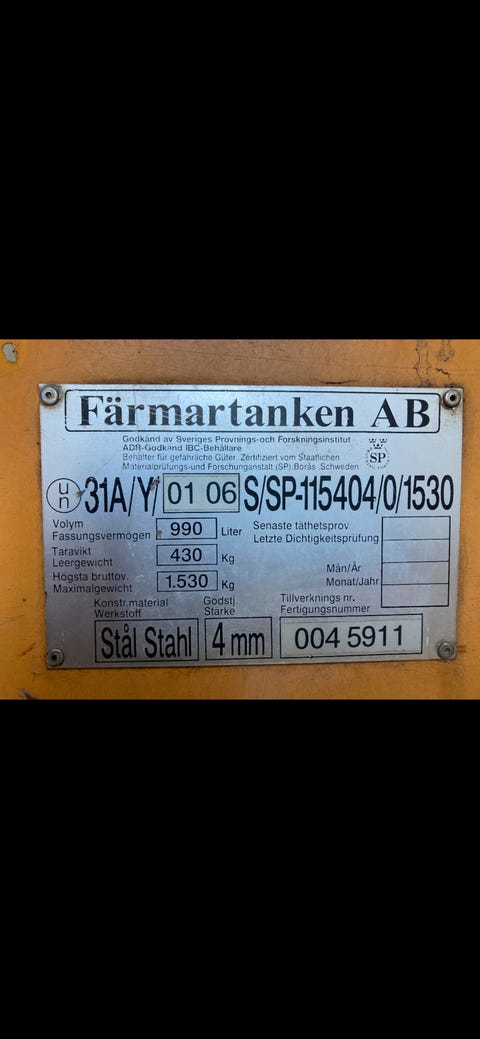 Färmartanken AB
Godkänd av Sveriges Provnings-och Forskningsinstitut
ADR-Godkänd IBC-Behållare
Behälter für gefährliche Güter. Zertifiziert vom Staatlichen
Materialprüfungs-und Forschunganstalt (SP).Borås Schweden
SP
un 31A/Y/ 01 06 S/SP-115404/0/1530
Volym
Fassungsvermögen 990 Liter
Taravikt
Leergewicht 430 Kg
Högsta bruttov.
Maximalgewicht 1.530 Kg
Senaste täthetsprov
Letzte Dichtigkeitsprüfung
Mån/År
Monat/Jahr
Konstr.material
Werkstoff
Stål Stahl
Godstj.
Starke
4 mm
Tillverknings nr.
Fertigungsnummer
004 5911